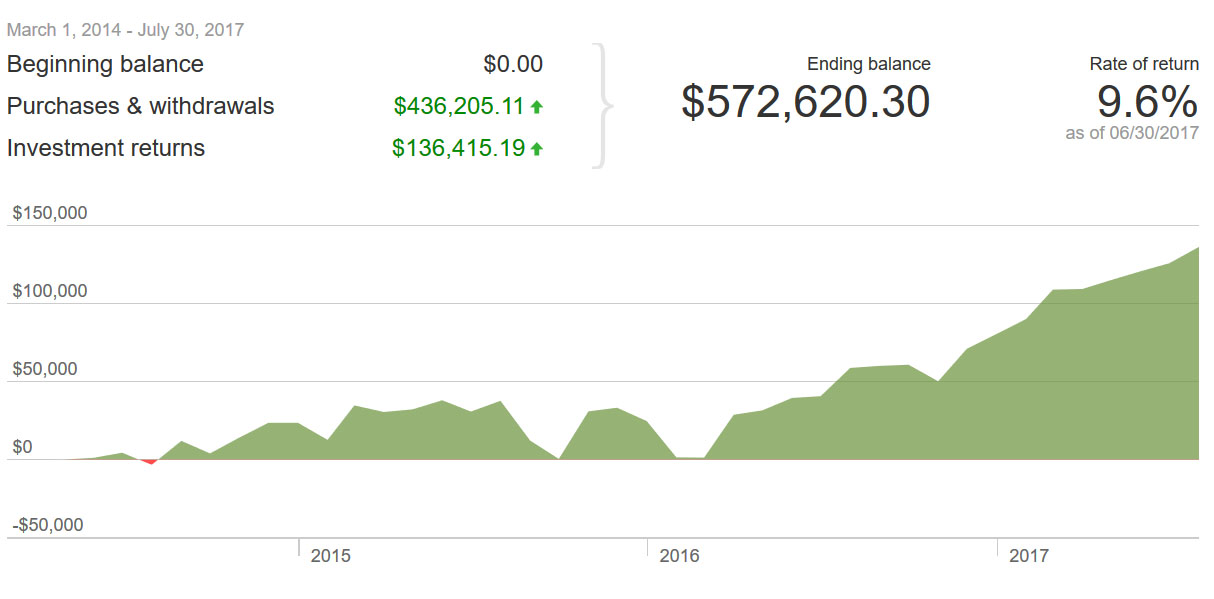 March 1, 2014 - July 30, 2017
Beginning balance $0.00
Purchases & withdrawals $436,205.11
Investment returns $136,415.19
Ending balance
$572,620.30
Rate of return
9.6%
as of 06/30/2017
$150,000
$100,000
$50,000
$0
-$50,000
2015 2016 2017